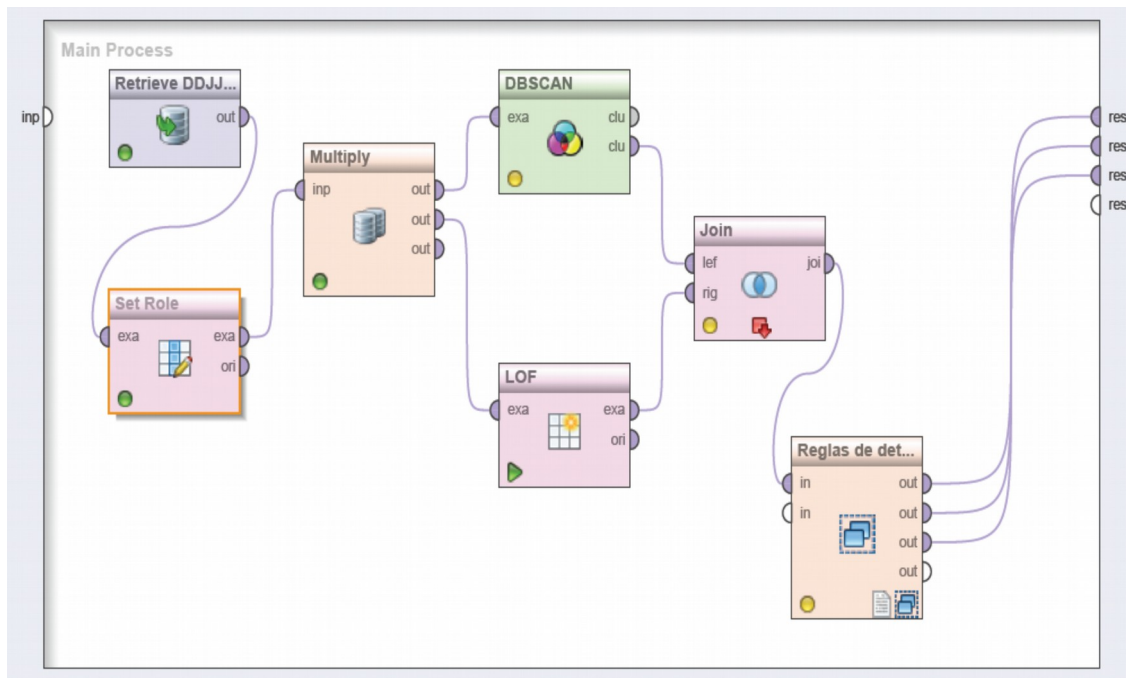 Main Process
Retrieve DDJJ...
out
inp
DBSCAN
exa
clu
clu
res
res
res
res
Multiply
inp
out
out
out
Join
lef
joi
rig
Set Role
exa
exa
ori
LOF
exa
exa
ori
Reglas de det...
in
out
in
out
out
out